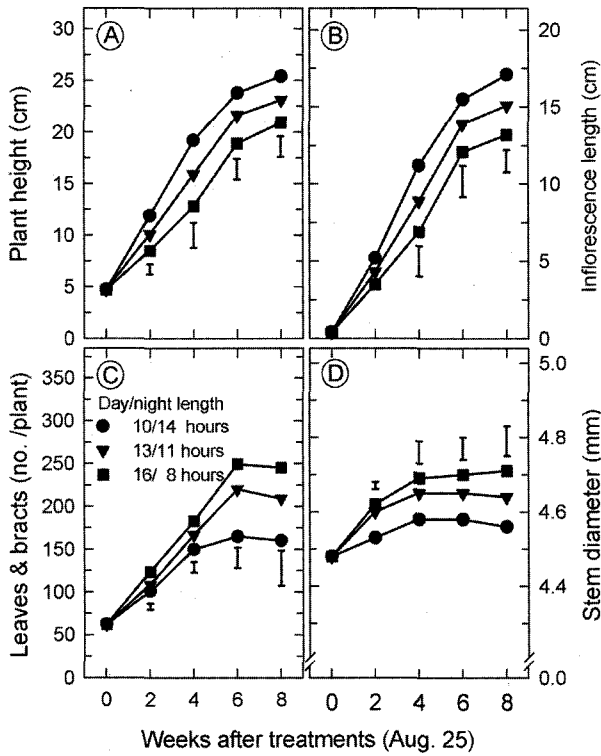 A
B
Plant height (cm)
30
25
20
15
10
5
0
Inflorescence length (cm)
20
15
10
5
0
C
D
Leaves & bracts (no. /plant)
350
300
250
200
150
100
50
0
Day/night length
10/14 hours
13/11 hours
16/ 8 hours
Stem diameter (mm)
5.0
4.8
4.6
4.4
0.0
0 2 4 6 8
0 2 4 6 8
Weeks after treatments (Aug. 25)